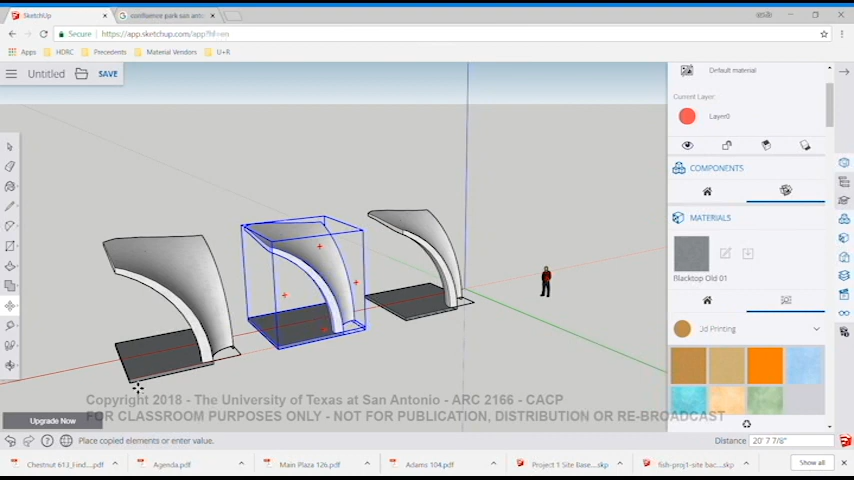 SketchUp
confluence park san anto
Secure https://app.sketchup.com/app?hl=en
Apps HDRC Precedents Material Vendors U+R
Untitled SAVE
Default material
Current Layer:
Layer0
COMPONENTS
MATERIALS
Blacktop Old 01
3d Printing
Copyright 2018 - The University of Texas at San Antonio - ARC 2166 - CACP
FOR CLASSROOM PURPOSES ONLY - NOT FOR PUBLICATION, DISTRIBUTION OR RE-BROADCAST
Upgrade Now
Place copied elements or enter value. Distance 20' 7 7/8"
Chestnut 613_Find....pdf Agenda.pdf Main Plaza 126.pdf Adams 104.pdf Project 1 Site Base....skp fish-proj1-site bac....skp Show all